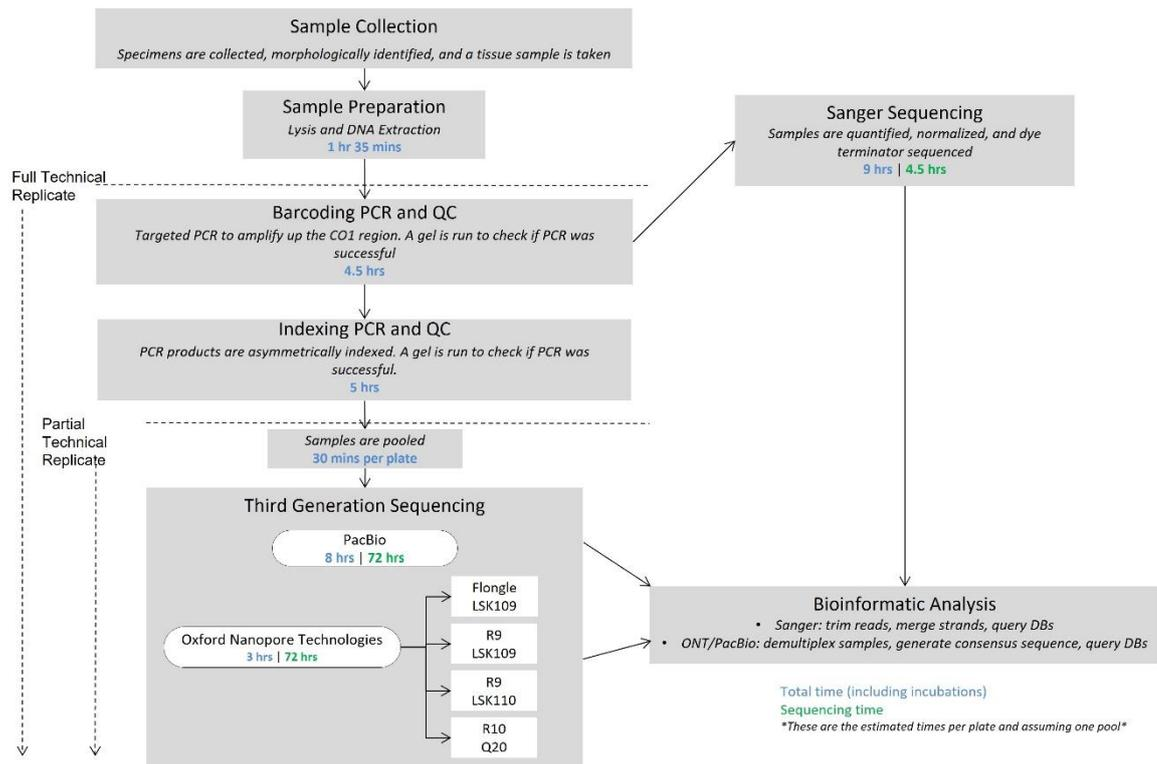 Sample Collection
Specimens are collected, morphologically identified, and a tissue sample is taken
Sample Preparation
Lysis and DNA Extraction
1 hr 35 mins
Sanger Sequencing
Samples are quantified, normalized, and dye
terminator sequenced
9 hrs | 4.5 hrs
Full Technical
Replicate
Barcoding PCR and QC
Targeted PCR to amplify up the CO1 region. A gel is run to check if PCR was
successful
4.5 hrs
Indexing PCR and QC
PCR products are asymmetrically indexed. A gel is run to check if PCR was
successful.
5 hrs
Partial
Technical
Replicate
Samples are pooled
30 mins per plate
Third Generation Sequencing
PacBio
8 hrs | 72 hrs
Oxford Nanopore Technologies
3 hrs | 72 hrs
Flongle
LSK109
R9
LSK109
R9
LSK110
R10
Q20
Bioinformatic Analysis
• Sanger: trim reads, merge strands, query DBs
• ONT/PacBio: demultiplex samples, generate consensus sequence, query DBs
Total time (including incubations)
Sequencing time
*These are the estimated times per plate and assuming one pool*